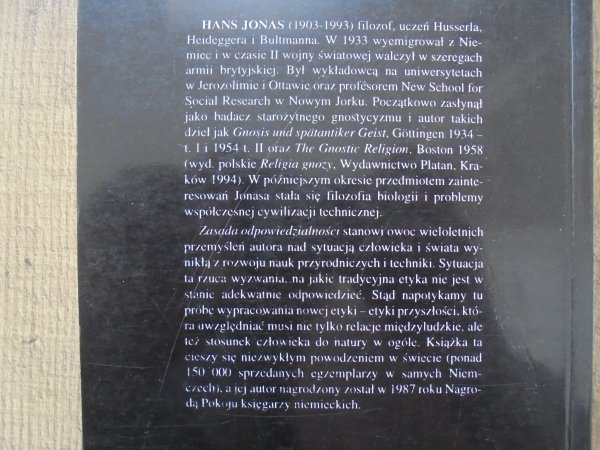 HANS JONAS (1903-1993) filozof, uczeń Husserla,
Heideggera i Bultmanna. W 1933 wyemigrował z Nie-
miec i w czasie II wojny światowej walczył w szeregach
armii brytyjskiej. Był wykładowcą na uniwersytetach
w Jerozolimie i Ottawie oraz profesorem New School for
Social Research w Nowym Jorku. Początkowo zasłynął
jako badacz starożytnego gnostycyzmu i autor takich
dzieł jak Gnosis und spätantiker Geist, Göttingen 1934 –
t. I i 1954 t. II oraz The Gnostic Religion, Boston 1958
(wyd. polskie Religia gnozy, Wydawnictwo Platan, Kra-
ków 1994). W późniejszym okresie przedmiotem zainte-
resowań Jonasa stała się filozofia biologii i problemy
współczesnej cywilizacji technicznej.
Zasada odpowiedzialności stanowi owoc wieloletnich
przemyśleń autora nad sytuacją człowieka i świata wy-
nikłą z rozwoju nauk przyrodniczych i techniki. Sytuacja
ta rzuca wyzwania, na jakie tradycyjna etyka nie jest w
stanie adekwatnie odpowiedzieć. Stąd napotykamy tu
próbę wypracowania nowej etyki – etyki przyszłości, któ-
ra uwzględniać musi nie tylko relacje międzyludzkie, ale
też stosunek człowieka do natury w ogóle. Książka ta
cieszy się niezwykłym powodzeniem w świecie (ponad
150 000 sprzedanych egzemplarzy w samych Niem-
czech), a jej autor nagrodzony został w 1987 roku Nagro-
dą Pokoju księgarzy niemieckich.